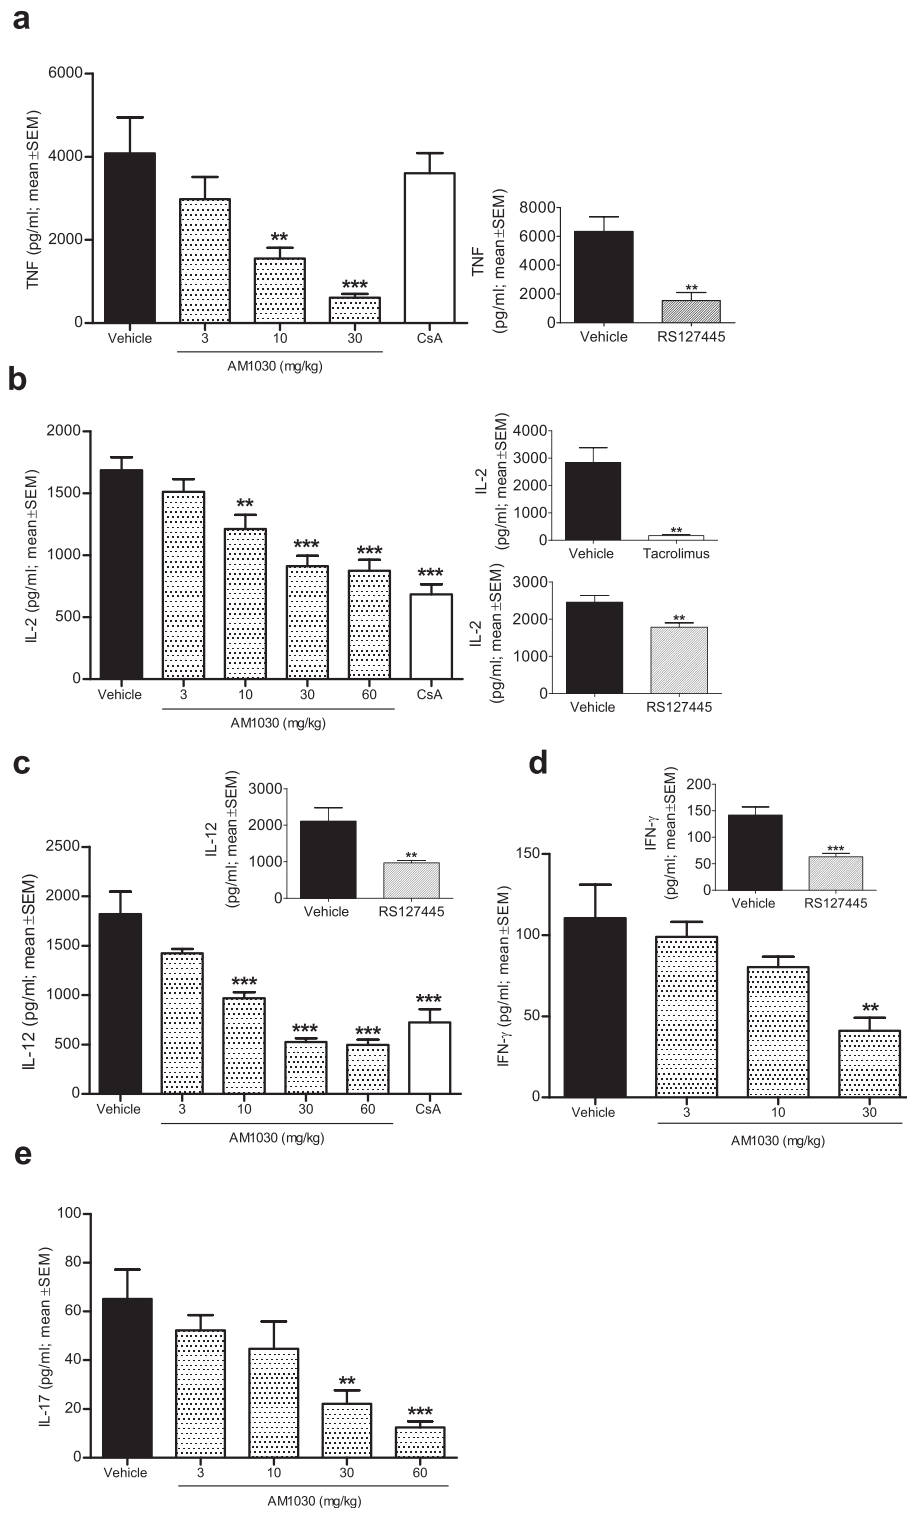 a
TNF (pg/ml; mean±SEM)
6000
4000
2000
0
**
***
Vehicle
3
10
30
CsA
AM1030 (mg/kg)
TNF
(pg/ml; mean±SEM)
8000
6000
4000
2000
0
**
Vehicle
RS127445
b
IL-2 (pg/ml; mean±SEM)
2000
1500
1000
500
0
**
***
***
***
Vehicle
3
10
30
60
CsA
AM1030 (mg/kg)
IL-2
(pg/ml; mean±SEM)
4000
3000
2000
1000
0
**
Vehicle
Tacrolimus
IL-2
(pg/ml; mean±SEM)
3000
2000
1000
0
**
Vehicle
RS127445
c
IL-12 (pg/ml; mean±SEM)
2500
2000
1500
1000
500
0
***
***
***
***
Vehicle
3
10
30
60
CsA
AM1030 (mg/kg)
IL-12
(pg/ml; mean±SEM)
3000
2000
1000
0
**
Vehicle
RS127445
d
IFN-γ (pg/ml; mean±SEM)
150
100
50
0
**
Vehicle
3
10
30
AM1030 (mg/kg)
IFN-γ
(pg/ml; mean±SEM)
200
150
100
50
0
***
Vehicle
RS127445
e
IL-17 (pg/ml; mean ±SEM)
100
80
60
40
20
0
**
***
Vehicle
3
10
30
60
AM1030 (mg/kg)